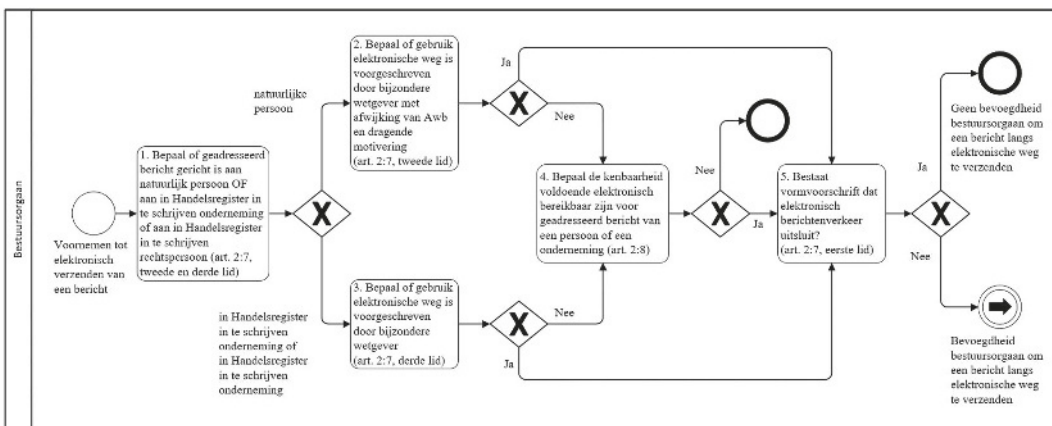 Bestuursorgaan
Voornemen tot
elektronisch
verzenden van
een bericht
1. Bepaal of geadresseerd
bericht gericht is aan
natuurlijk persoon OF
aan in Handelsregister in
te schrijven onderneming
of aan in Handelsregister
in te schrijven
rechtspersoon (art. 2:7,
tweede en derde lid)
natuurlijke
persoon
2. Bepaal of gebruik
elektronische weg is
voorgeschreven
door bijzondere
wetgever met
afwijking van Awb
en dragende
motivering
(art. 2:7, tweede lid)
in Handelsregister
in te schrijven
onderneming of
in Handelsregister
in te schrijven
onderneming
3. Bepaal of gebruik
elektronische weg is
voorgeschreven
door bijzondere
wetgever
(art. 2:7, derde lid)
Ja
Nee
Nee
Ja
4. Bepaal de kenbaarheid
voldoende elektronisch
bereikbaar zijn voor
geadresseerd bericht van
een persoon of een
onderneming (art. 2:8)
Nee
Ja
5. Bestaat
vormvoorschrift dat
elektronisch
berichtenverkeer
uitsluit?
(art. 2:7, eerste lid)
Ja
Nee
Geen bevoegdheid
bestuursorgaan om
een bericht langs
elektronische weg
te verzenden
Bevoegdheid
bestuursorgaan om
een bericht langs
elektronische weg
te verzenden